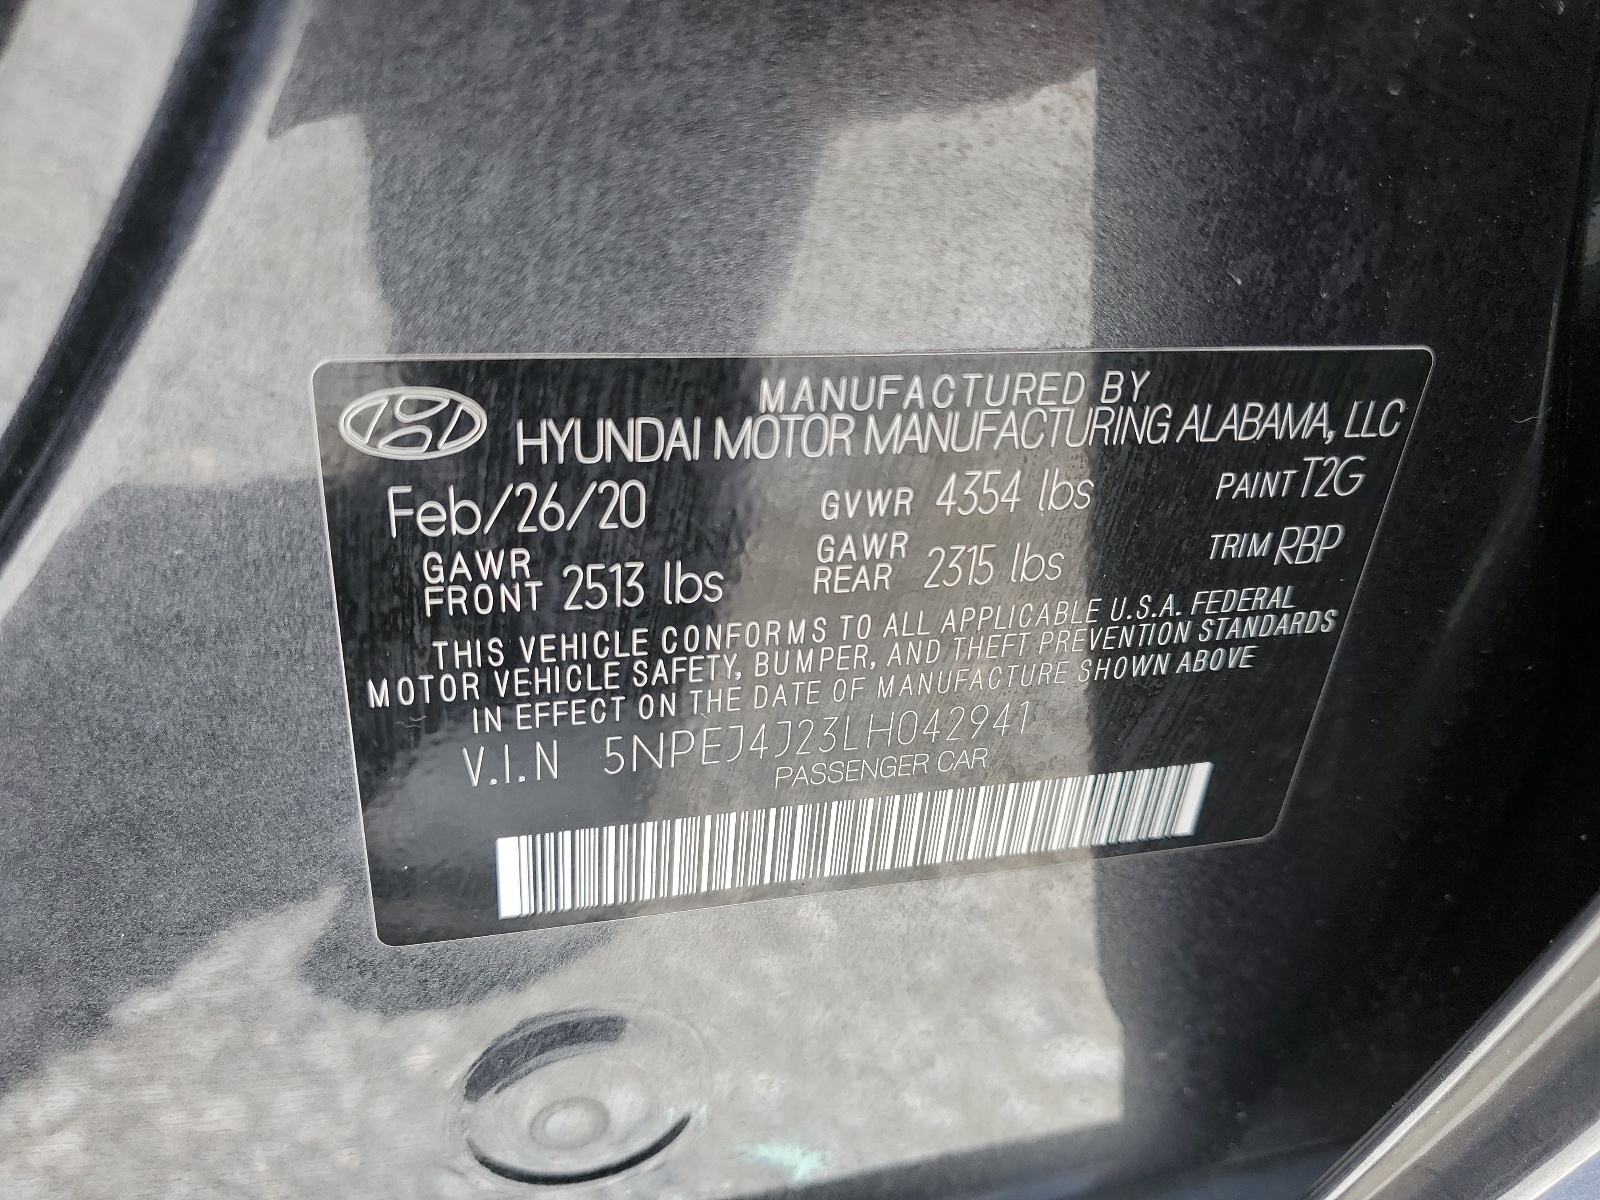 MANUFACTURED BY
HYUNDAI MOTOR MANUFACTURING ALABAMA, LLC
Feb/26/20 GVWR 4354 lbs PAINT T2G
GAWR FRONT 2513 lbs GAWR REAR 2315 lbs TRIM RBP
THIS VEHICLE CONFORMS TO ALL APPLICABLE U.S.A. FEDERAL
MOTOR VEHICLE SAFETY, BUMPER, AND THEFT PREVENTION STANDARDS
IN EFFECT ON THE DATE OF MANUFACTURE SHOWN ABOVE
V.I.N 5NPEJ4J23LH042941
PASSENGER CAR